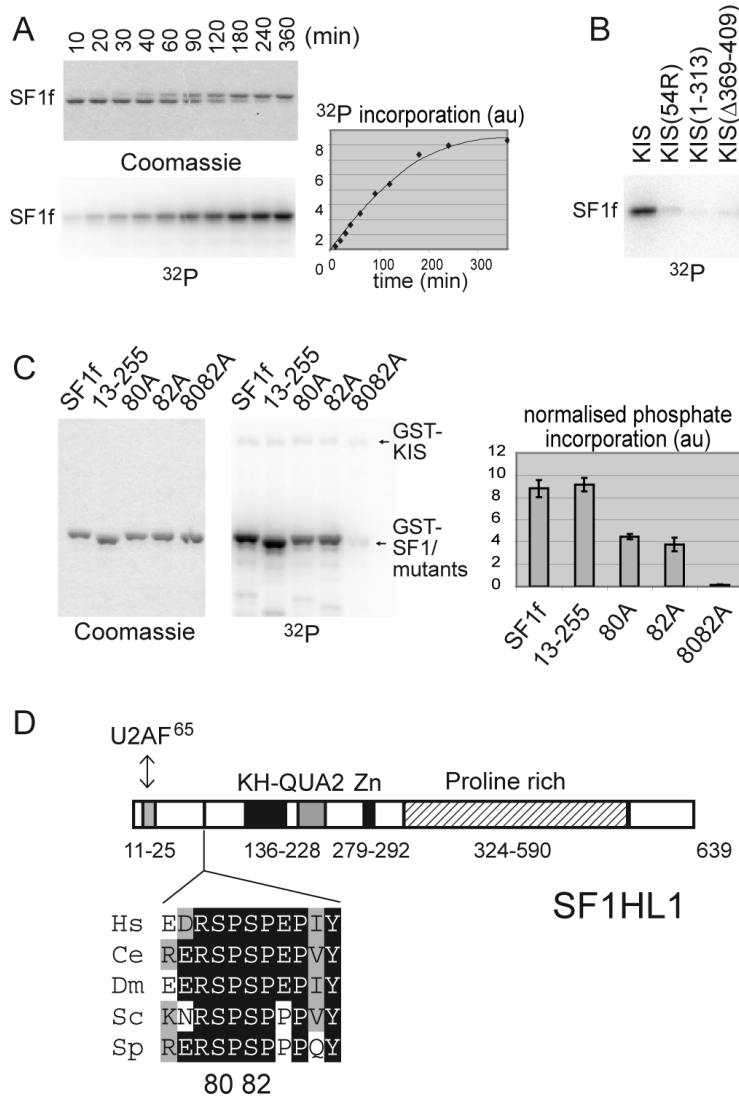 A
10 20 30 40 60 90 120 180 240 360 (min)
SF1f
Coomassie
SF1f
32P
32P incorporation (au)
8
6
4
2
0
0 100 200 300
time (min)
B
KIS KIS(54R) KIS(1-313) KIS(Δ369-409)
SF1f
32P
C
SF1f 13-255 80A 82A 8082A
Coomassie
SF1f 13-255 80A 82A 8082A
GST-
KIS
GST-
SF1/
mutants
32P
normalised phosphate
incorporation (au)
12
10
8
6
4
2
0
SF1f 13-255 80A 82A 8082A
D
U2AF65
KH-QUA2 Zn Proline rich
11-25 136-228 279-292 324-590 639
SF1HL1
Hs EDRSPSPEPIY
Ce RERSPSPEPVY
Dm EERSPSPEPIY
Sc KNRSPSPPPVY
Sp RERSPSPPPQY
80 82